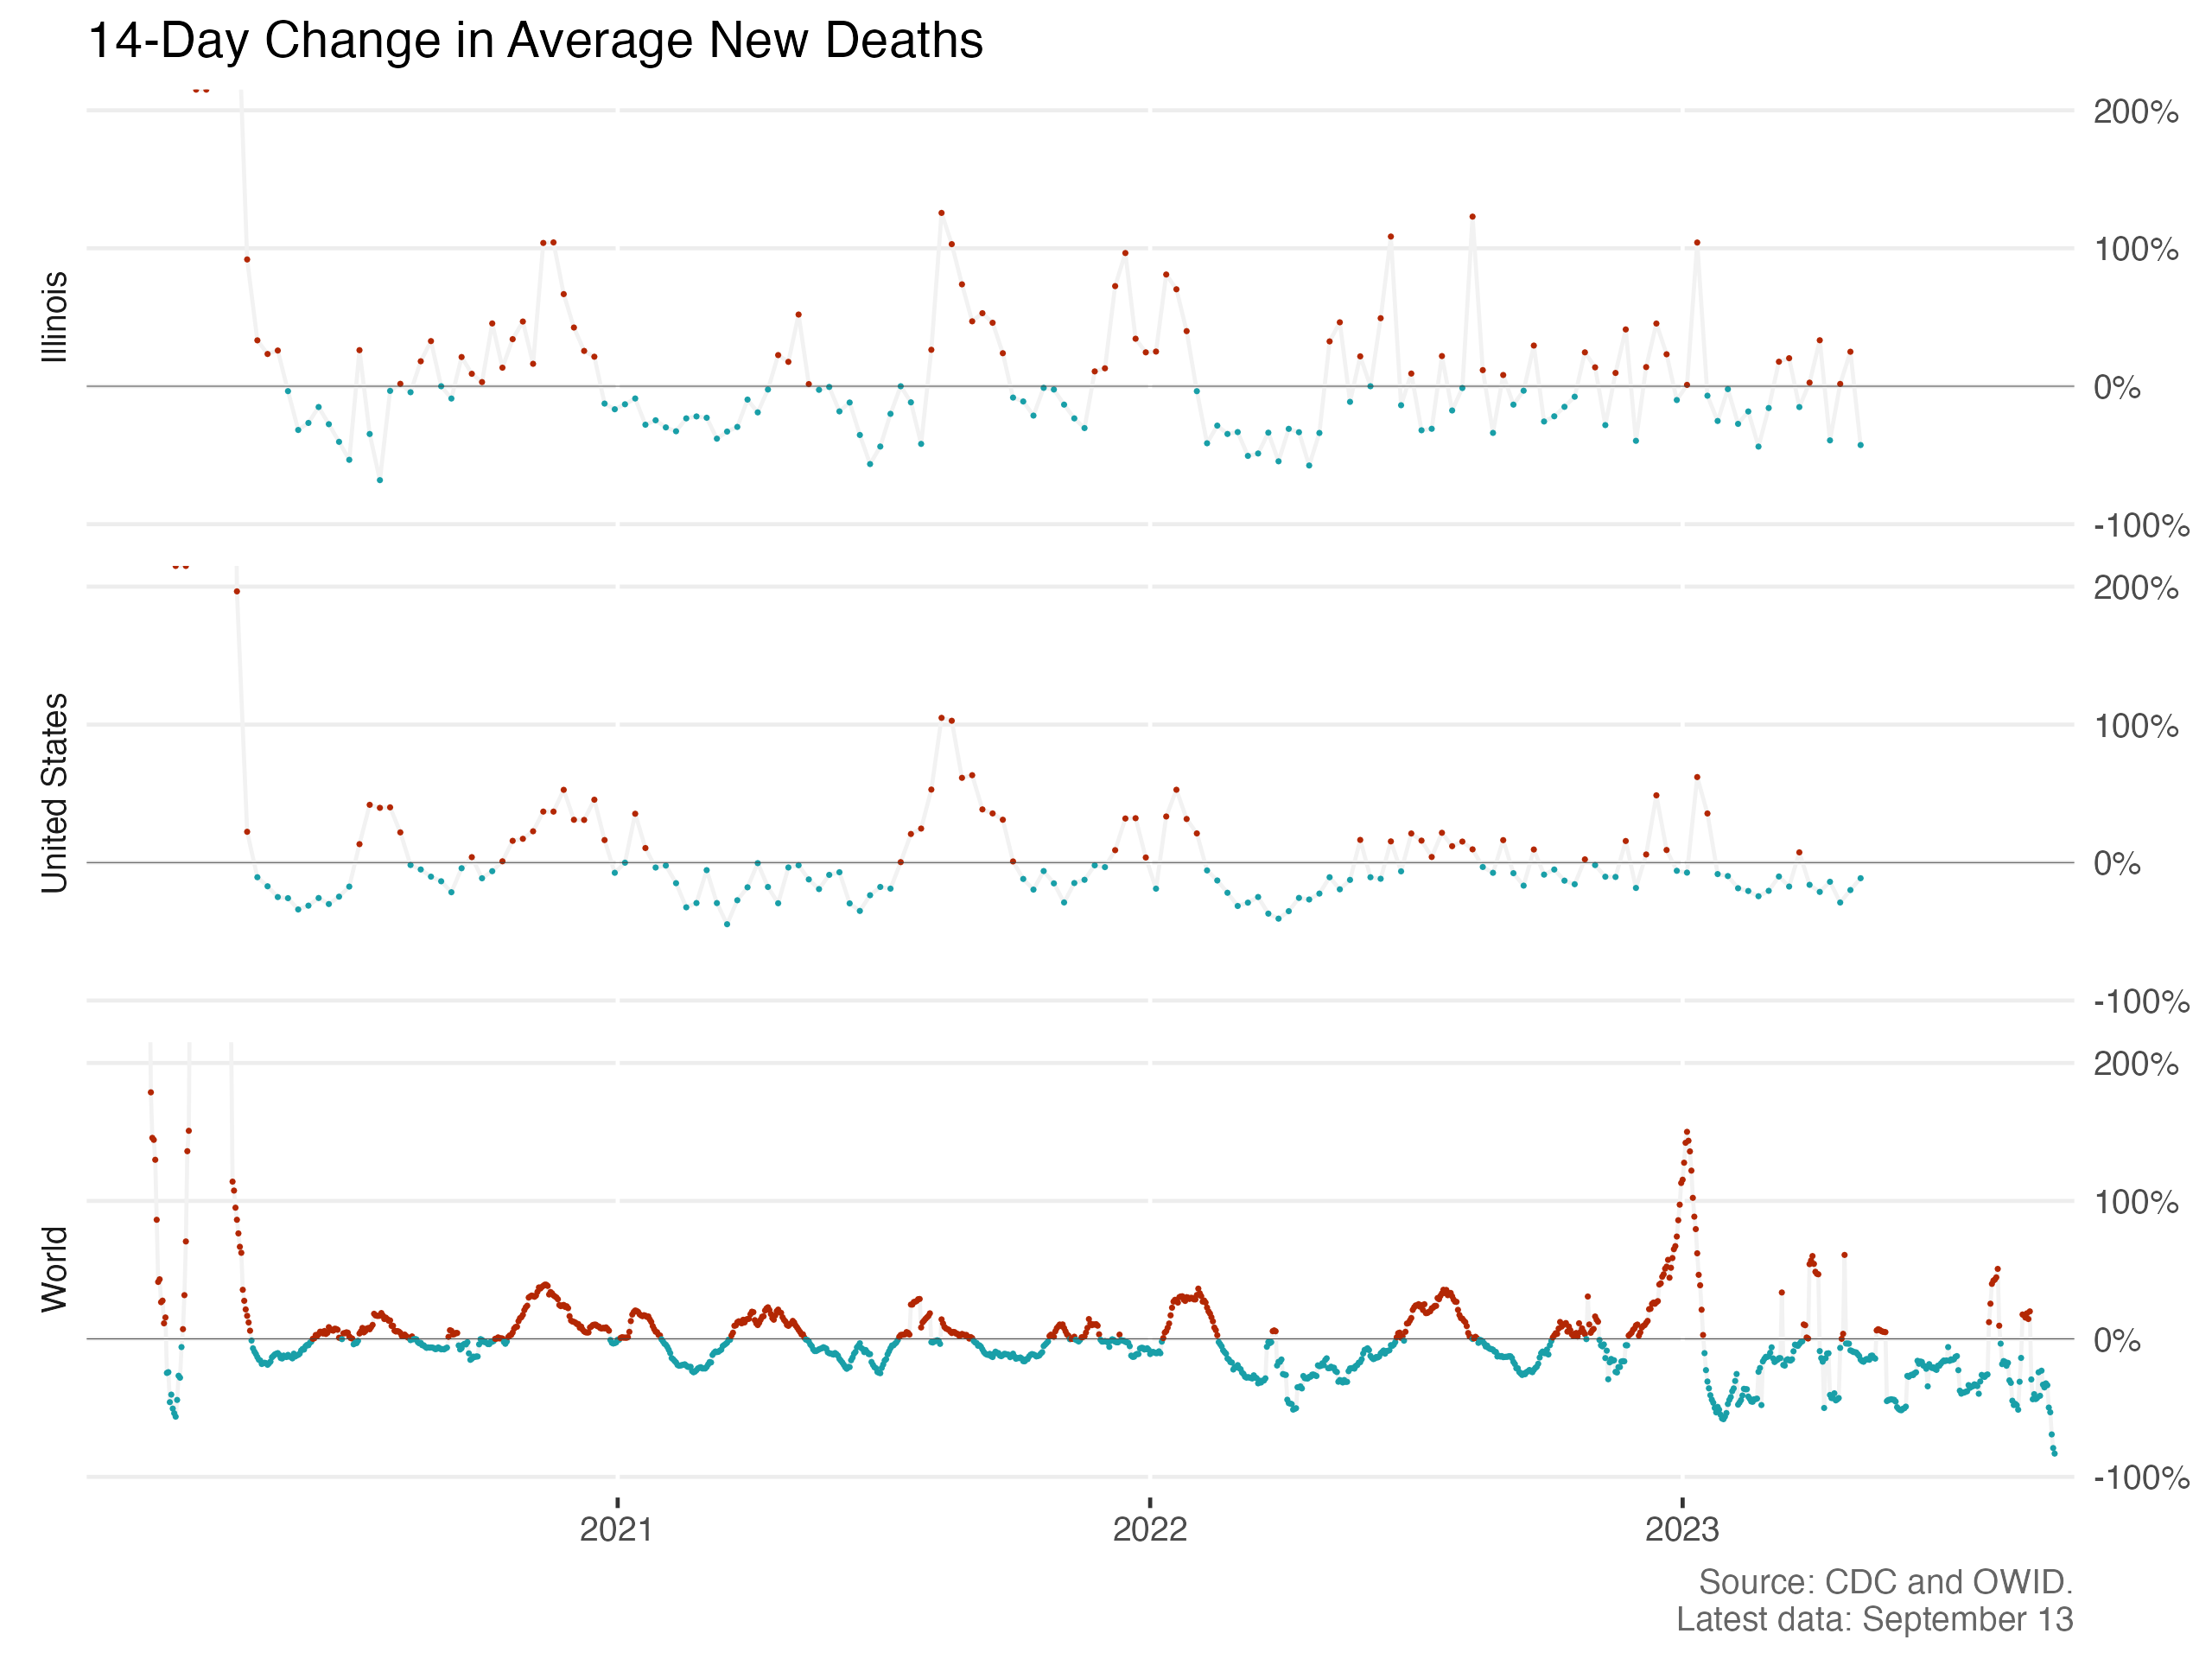 14-Day Change in Average New Deaths
Illinois
200%
100%
0%
-100%
United States
200%
100%
0%
-100%
World
200%
100%
0%
-100%
2021
2022
2023
Source: CDC and OWID.
Latest data: September 13